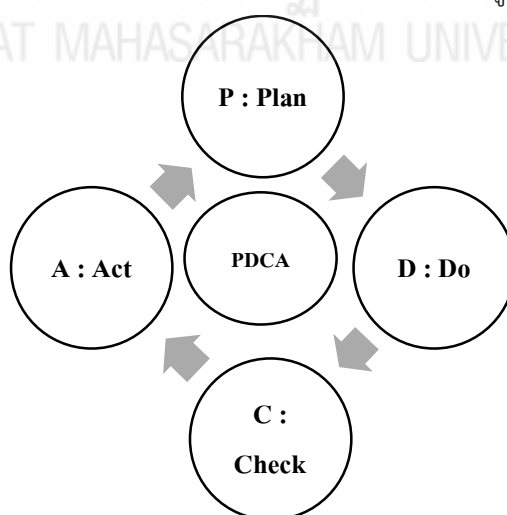 AT MAHASARAKHAM UNIVE
P : Plan
A : Act
PDCA
D : Do
C :
Check